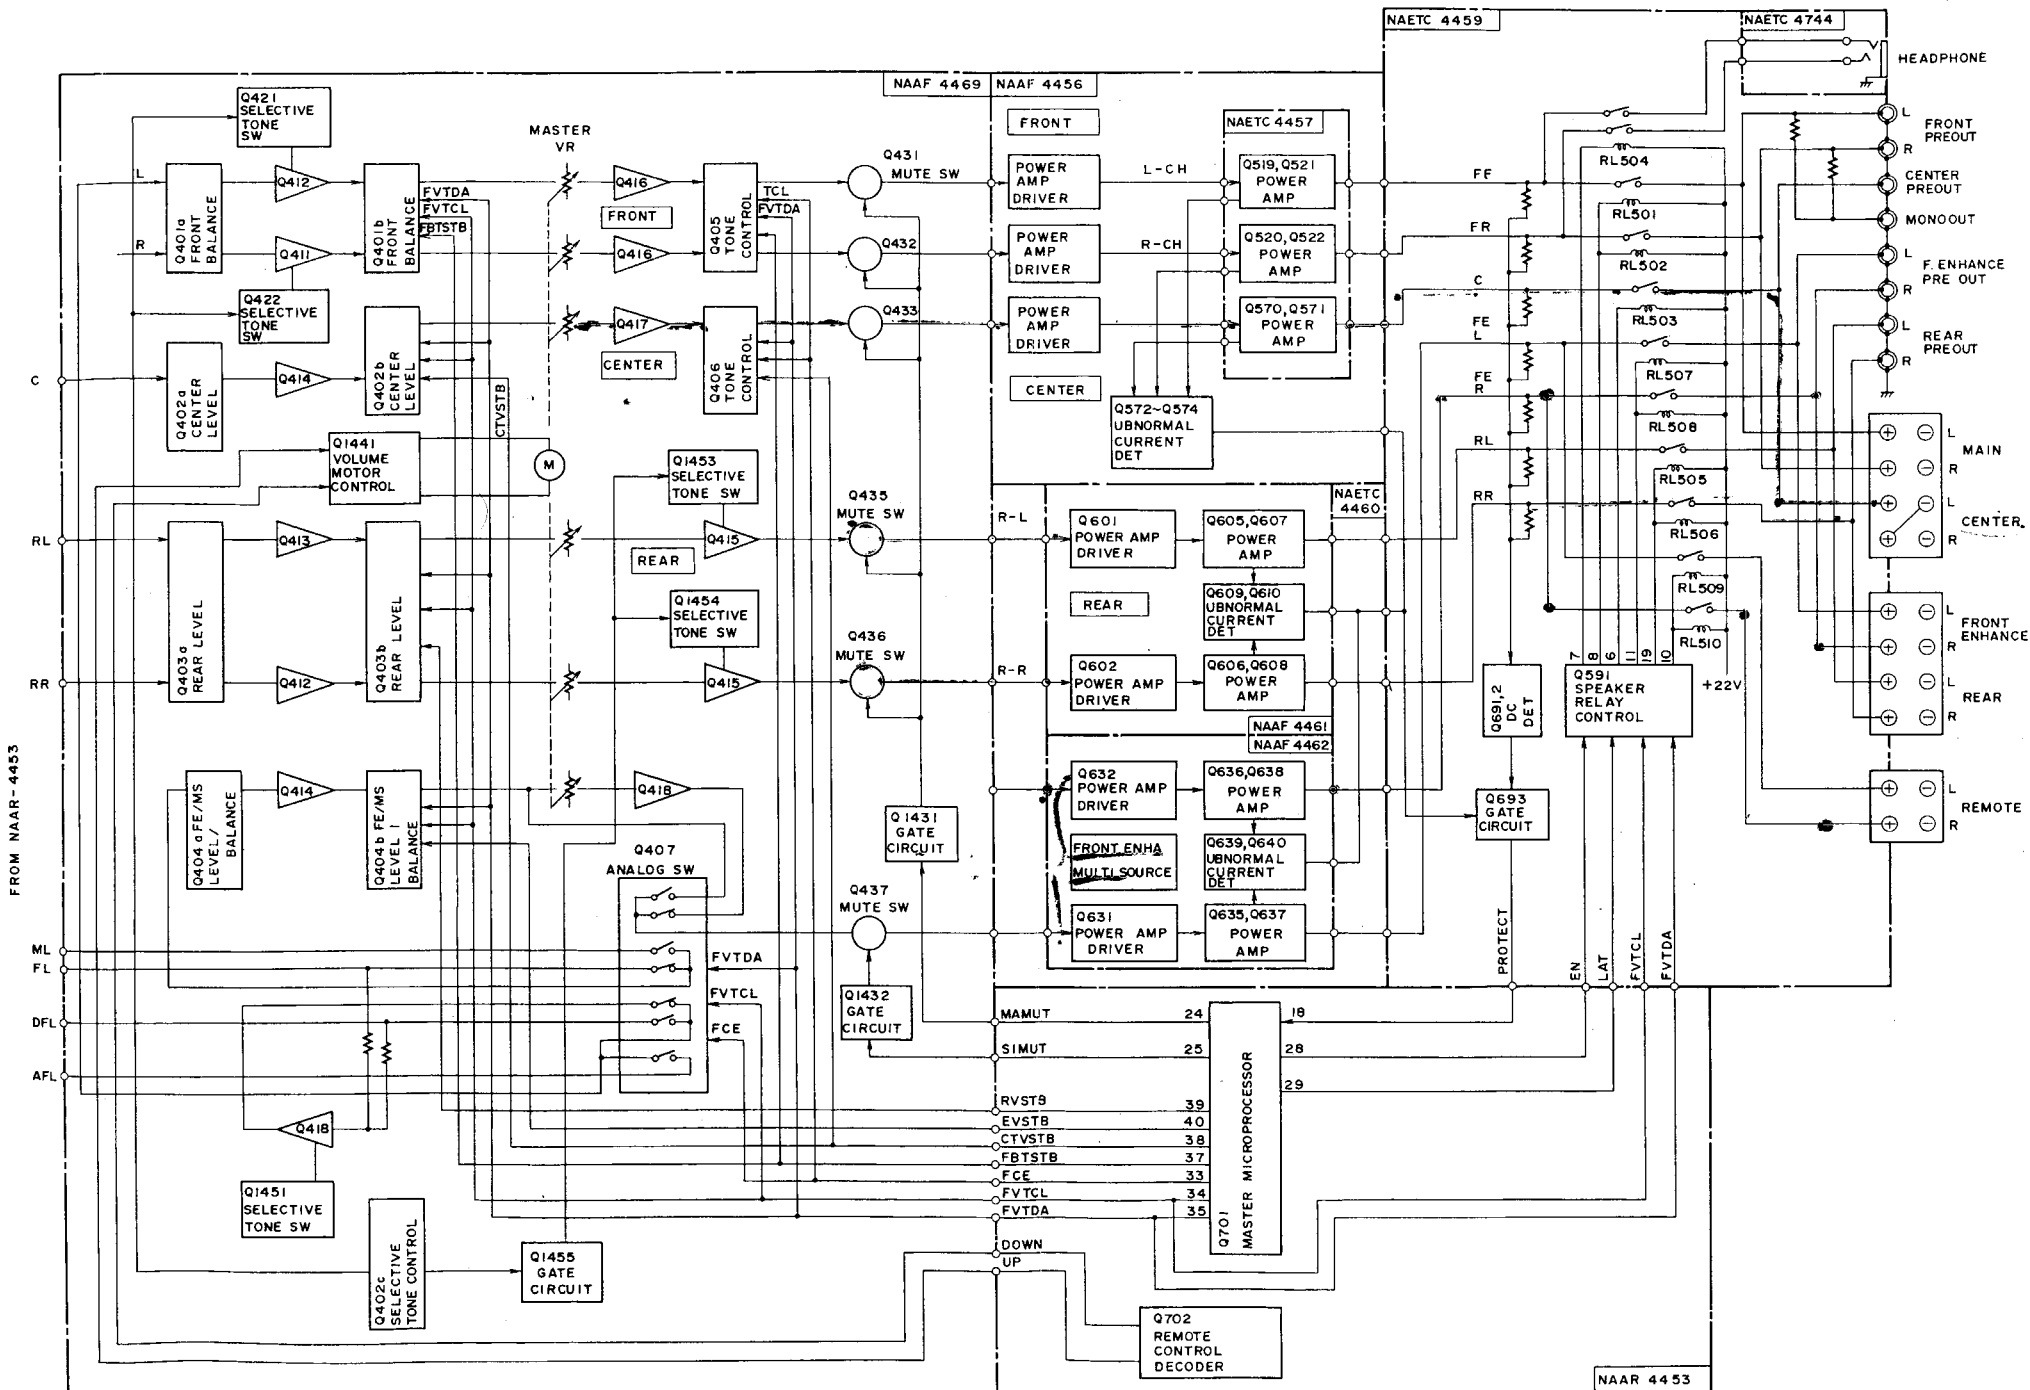 NAETC 4459
NAETC 4744
HEADPHONE
NAAF 4469
NAAF 4456
Q421
SELECTIVE
TONE
SW
MASTER
VR
FRONT
NAETC 4457
L
FRONT
PREOUT
R
CENTER
PREOUT
MONOOUT
L
F. ENHANCE
PRE OUT
R
L
REAR
PREOUT
R
L
Q401a
FRONT
BALANCE
Q412
Q401b
FRONT
BALANCE
FVTDA
FVTCL
FBTSTB
Q416
FRONT
Q405
TONE
CONTROL
TCL
FVTDA
Q431
MUTE SW
POWER
AMP
DRIVER
L-CH
Q519, Q521
POWER
AMP
FF
RL504
RL501
R
Q411
Q416
Q432
POWER
AMP
DRIVER
R-CH
Q520, Q522
POWER
AMP
FR
RL502
Q422
SELECTIVE
TONE
SW
Q417
CENTER
Q433
POWER
AMP
DRIVER
CENTER
Q570, Q571
POWER
AMP
C
FE
L
FE
R
RL503
RL507
RL508
C
Q402a
CENTER
LEVEL
Q414
Q402b
CENTER
LEVEL
CTVSTB
Q406
TONE
CONTROL
Q572~Q574
UBNORMAL
CURRENT
DET
Q1441
VOLUME
MOTOR
CONTROL
M
Q1453
SELECTIVE
TONE SW
Q435
MUTE SW
NAETC
4460
RL
RR
RL505
RL506
L
MAIN
R
L
CENTER
R
RL
Q403a
REAR LEVEL
Q413
Q403b
REAR LEVEL
REAR
Q415
R-L
Q601
POWER AMP
DRIVER
Q605, Q607
POWER
AMP
REAR
Q609, Q610
UBNORMAL
CURRENT
DET
RL509
RL510
Q1454
SELECTIVE
TONE SW
Q436
MUTE SW
L
FRONT
ENHANCE
R
L
REAR
R
RR
Q412
Q415
R-R
Q602
POWER AMP
DRIVER
Q606, Q608
POWER
AMP
NAAF 4461
NAAF 4462
Q691,2
DC
DET
7
8
6
11
19
10
Q591
SPEAKER
RELAY
CONTROL
+22V
FROM NAAR-4453
Q404a FE/MS
LEVEL/
BALANCE
Q414
Q404b FE/MS
LEVEL
BALANCE
Q418
Q1431
GATE
CIRCUIT
Q632
POWER AMP
DRIVER
Q636, Q638
POWER
AMP
Q693
GATE
CIRCUIT
L
REMOTE
R
Q407
ANALOG SW
Q437
MUTE SW
FRONT ENHA
MULTI SOURCE
Q639, Q640
UBNORMAL
CURRENT
DET
ML
FL
DFL
AFL
FVTDA
FVTCL
FCE
Q1432
GATE
CIRCUIT
Q631
POWER AMP
DRIVER
Q635, Q637
POWER
AMP
PROTECT
EN
LAT
FVTCL
FVTDA
MAMUT
24
18
SIMUT
25
28
29
Q701
MASTER MICROPROCESSOR
RVSTB
39
EVSTB
40
CTVSTB
38
FBTSTB
37
FCE
33
FVTCL
34
FVTDA
35
Q418
Q1451
SELECTIVE
TONE SW
Q402c
SELECTIVE
TONE CONTROL
Q1455
GATE
CIRCUIT
DOWN
UP
Q702
REMOTE
CONTROL
DECODER
NAAR 4453